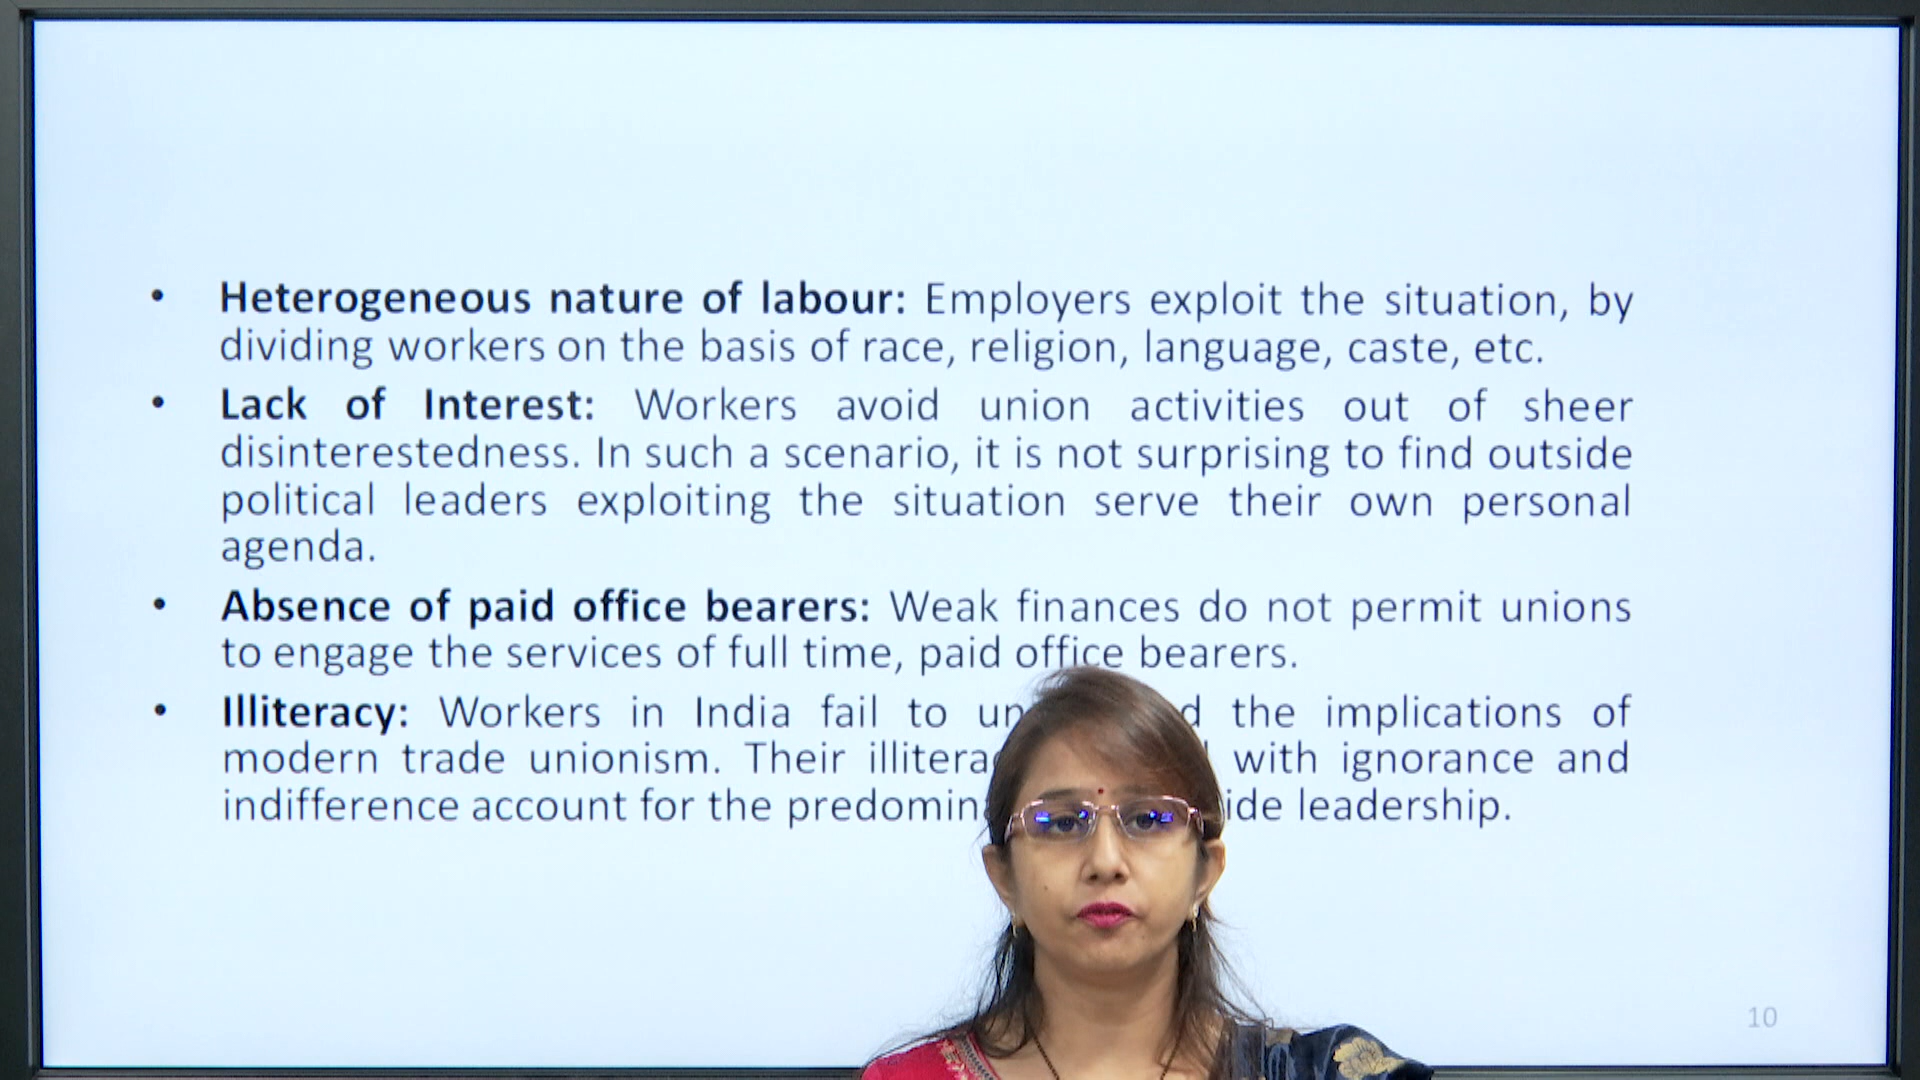 • Heterogeneous nature of labour: Employers exploit the situation, by
dividing workers on the basis of race, religion, language, caste, etc.
• Lack of Interest: Workers avoid union activities out of sheer
disinterestedness. In such a scenario, it is not surprising to find outside
political leaders exploiting the situation serve their own personal
agenda.
• Absence of paid office bearers: Weak finances do not permit unions
to engage the services of full time, paid office bearers.
• Illiteracy: Workers in India fail to the implications of
modern trade unionism. Their with ignorance and
indifference account for the leadership.
10